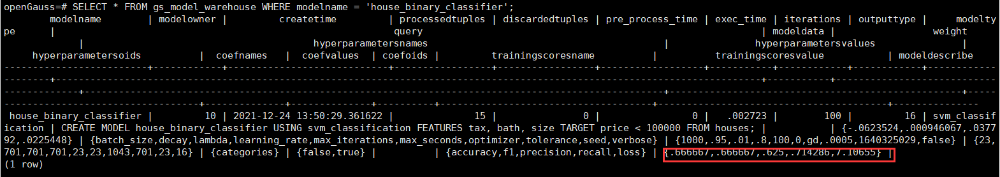 openGauss=# SELECT * FROM gs_model_warehouse WHERE modelname = 'house_binary_classifier';
modelname | modelowner | createtime | processedtuples | discardedtuples | pre_process_time | exec_time | iterations | outputtype | modelty
pe | query | modeldata | weight
| hyperparametersnames | hyperparametersvalues |
hyperparametersoids | coefnames | coefvalues | coefoids | trainingscoresname | trainingscoresvalue | modeldescribe
-------------------------+------------+----------------------------+-----------------+-----------------+------------------+-----------+------------+------------+-------------
--------+-----------------------------------------------------------------------------------------------------------------------------+-----------+----------------------------
-------------+-------------------------------------------------------------------------------------------------------+----------------------------------------------------+-----
----------------------------------+--------------+--------------+----------+--------------------------------------+-----------------------------------------+---------------
house_binary_classifier | 10 | 2021-12-24 13:50:29.361622 | 15 | 0 | 0 | .002723 | 100 | 16 | svm_classif
ication | CREATE MODEL house_binary_classifier USING svm_classification FEATURES tax, bath, size TARGET price < 100000 FROM houses; | | {-.0623524,.000946067,.0377
92,.0225448} | {batch_size,decay,lambda,learning_rate,max_iterations,max_seconds,optimizer,tolerance,seed,verbose} | {1000,.95,.01,.8,100,0,gd,.0005,1640325029,false} | {23,
701,701,701,23,23,1043,701,23,16} | {categories} | {false,true} | | {accuracy,f1,precision,recall,loss} | {.666667,.666667,.625,.714286,7.10655} |
(1 row)